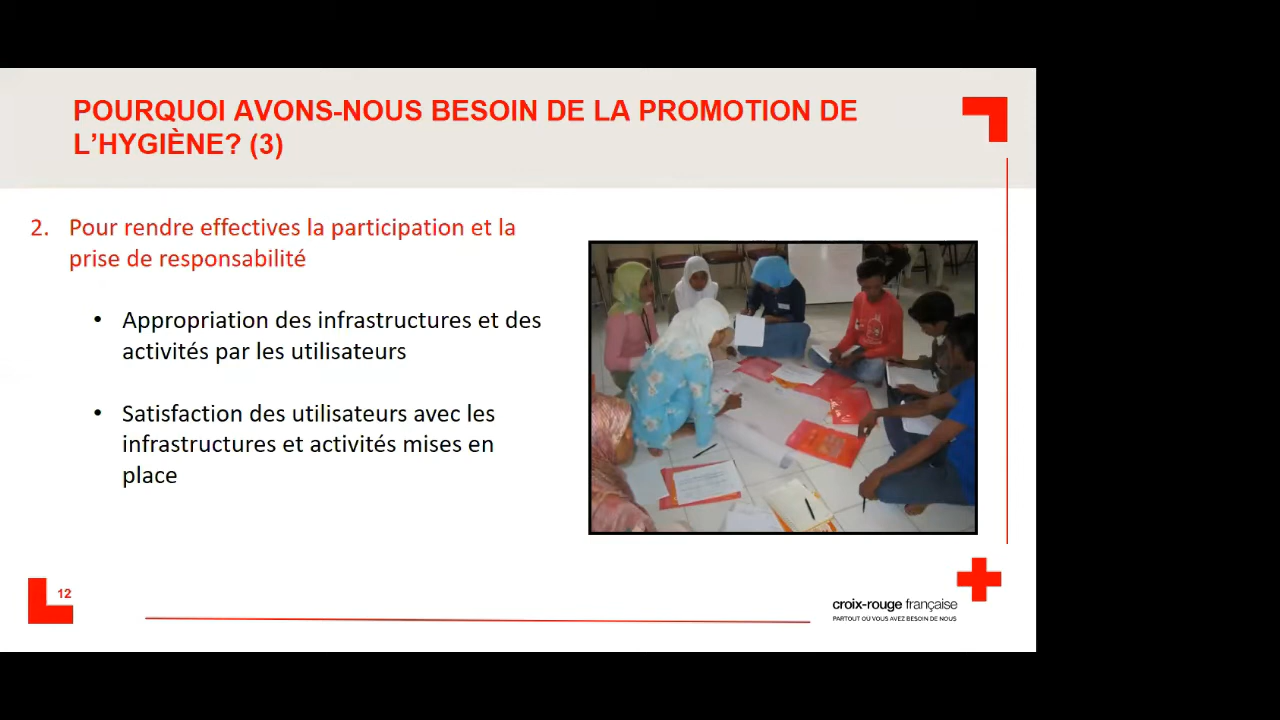 POURQUOI AVONS-NOUS BESOIN DE LA PROMOTION DE
L’HYGIÈNE? (3)
2. Pour rendre effectives la participation et la
prise de responsabilité
• Appropriation des infrastructures et des
activités par les utilisateurs
• Satisfaction des utilisateurs avec les
infrastructures et activités mises en
place
12
croix-rouge française
PARTOUT OÙ VOUS AVEZ BESOIN DE NOUS